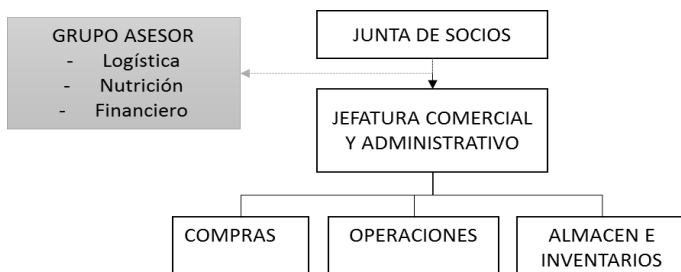 GRUPO ASESOR
- Logística
- Nutrición
- Financiero
JUNTA DE SOCIOS
JEFATURA COMERCIAL
Y ADMINISTRATIVO
COMPRAS
OPERACIONES
ALMACEN E
INVENTARIOS